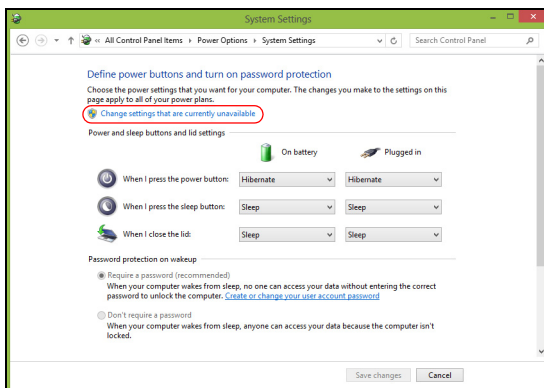 System Settings
« All Control Panel Items ▸ Power Options ▸ System Settings
Search Control Panel
Define power buttons and turn on password protection
Choose the power settings that you want for your computer. The changes you make to the settings on this
page apply to all of your power plans.
Change settings that are currently unavailable
Power and sleep buttons and lid settings
On battery Plugged in
When I press the power button: Hibernate Hibernate
When I press the sleep button: Sleep Sleep
When I close the lid: Sleep Sleep
Password protection on wakeup
Require a password (recommended)
When your computer wakes from sleep, no one can access your data without entering the correct
password to unlock the computer. Create or change your user account password
Don't require a password
When your computer wakes from sleep, anyone can access your data because the computer isn't
locked.
Save changes Cancel